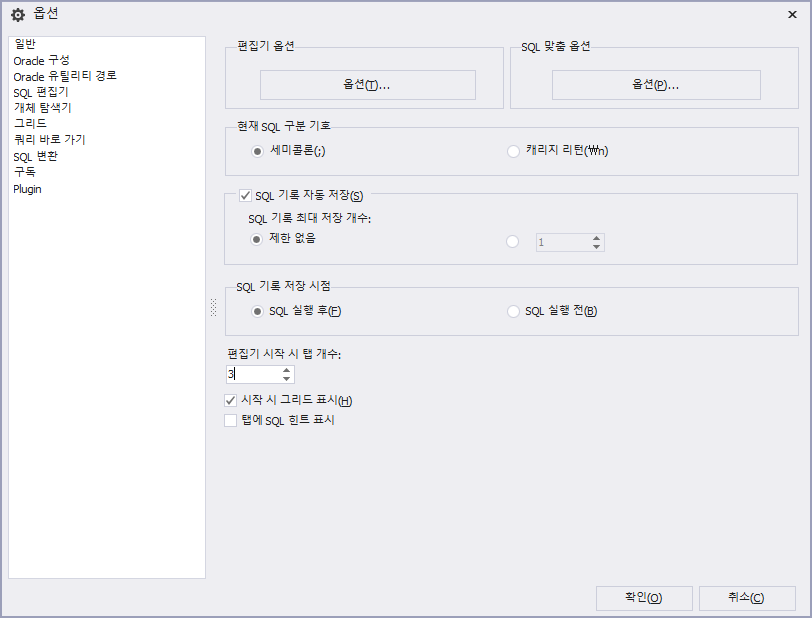 옵션
일반
Oracle 구성
Oracle 유틸리티 경로
SQL 편집기
개체 탐색기
그리드
쿼리 바로 가기
SQL 변환
구독
Plugin
편집기 옵션
SQL 맞춤 옵션
옵션(T)...
옵션(P)...
현재 SQL 구분 기호
세미콜론(;)
캐리지 리턴(₩n)
SQL 기록 자동 저장(S)
SQL 기록 최대 저장 개수:
제한 없음
1
SQL 기록 저장 시점
SQL 실행 후(F)
SQL 실행 전(B)
편집기 시작 시 탭 개수:
3
시작 시 그리드 표시(H)
탭에 SQL 힌트 표시
확인(O)
취소(C)